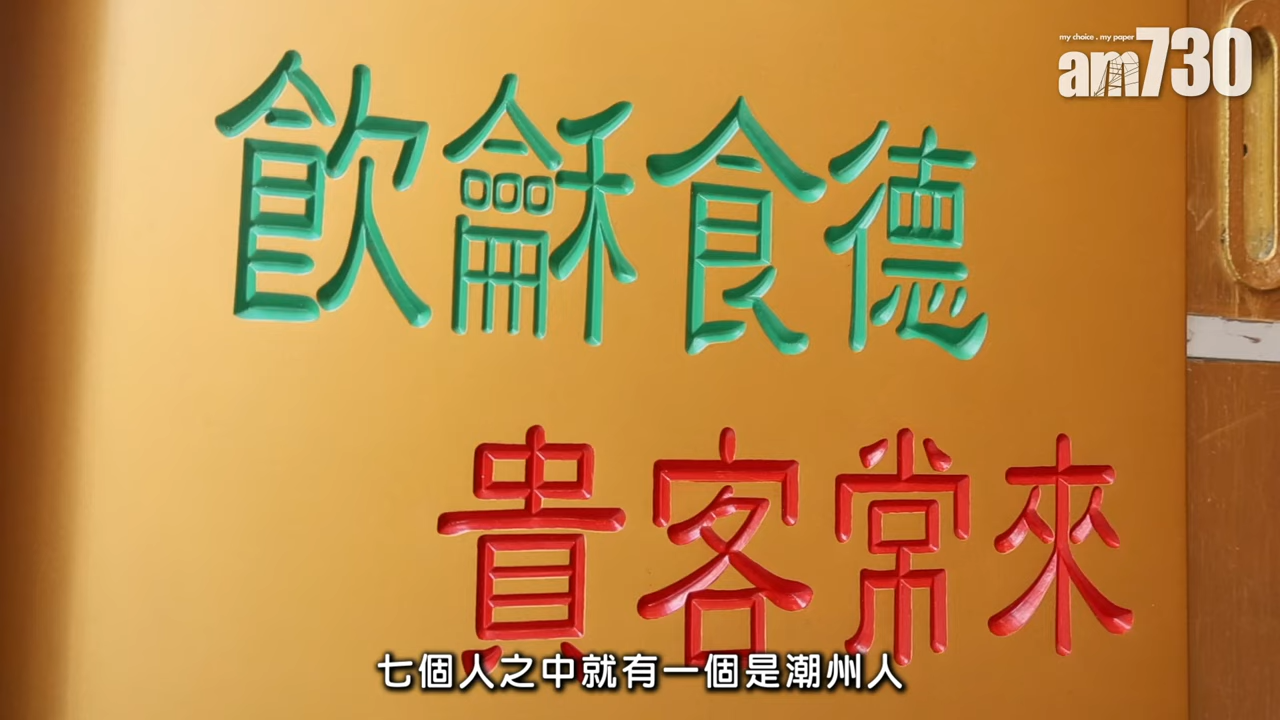 my choice . my paper
am730
飲龢食德
貴客常來
七個人之中就有一個是潮州人